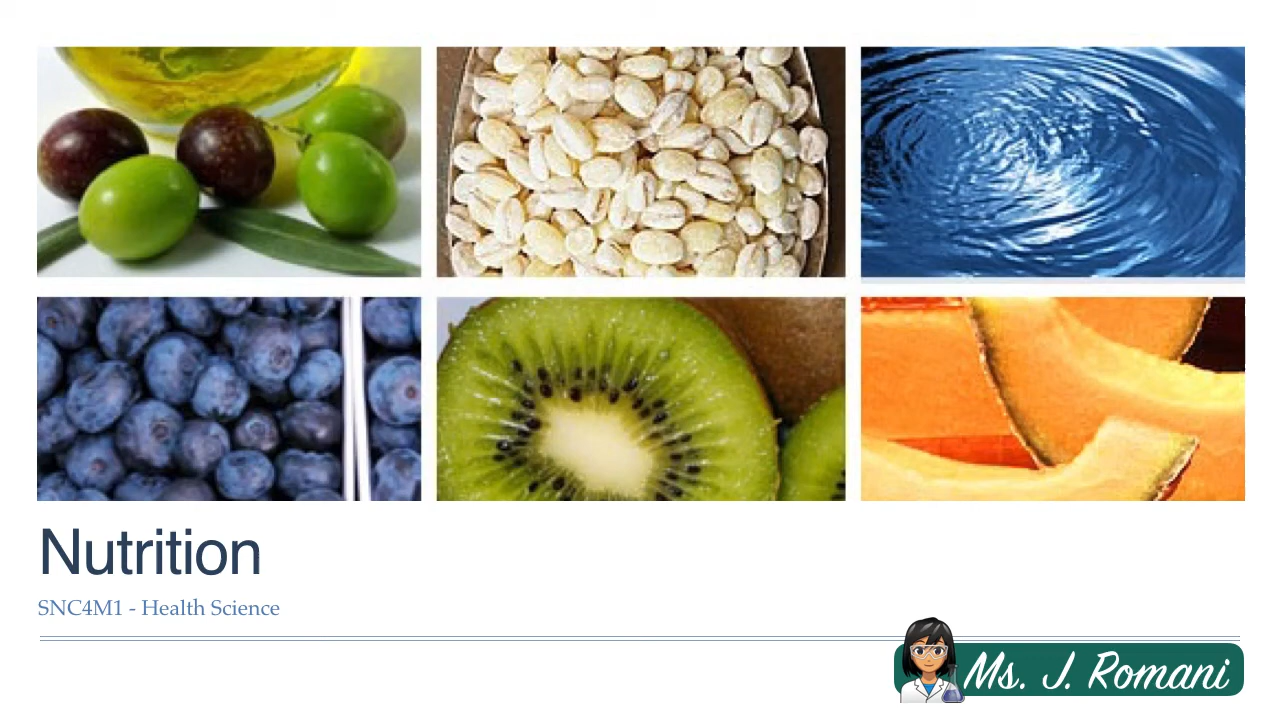 Nutrition
SNC4M1 - Health Science
Ms. J. Romani